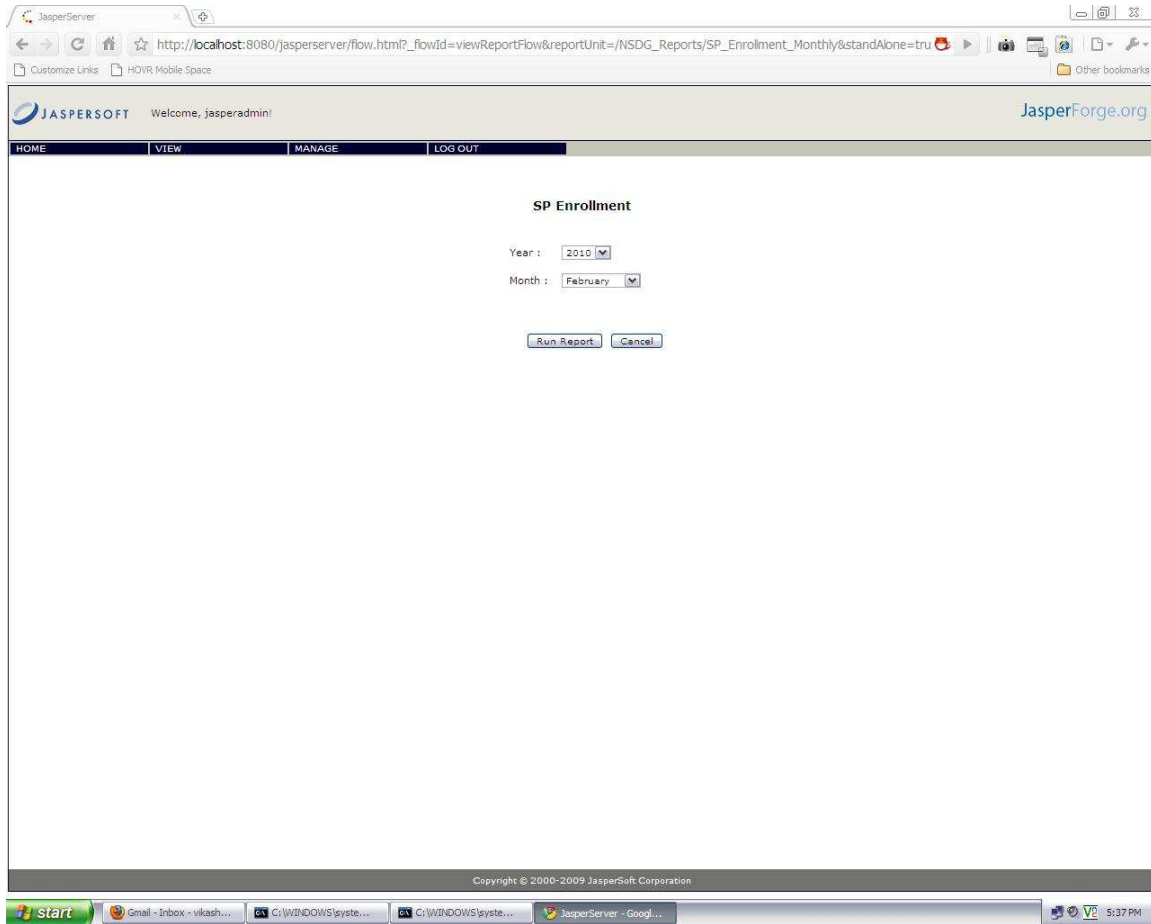 JasperServer
http://localhost:8080/jasperserver/flow.html?_flowId=viewReportFlow&reportUnit=/NSDG_Reports/SP_Enrollment_Monthly&standAlone=tru
Customize Links HOVR Mobile Space Other bookmarks
JASPERSOFT Welcome, jasperadmin! JasperForge.org
HOME VIEW MANAGE LOG OUT
SP Enrollment
Year : 2010
Month : February
Run Report Cancel
Copyright © 2000-2009 JasperSoft Corporation
start Gmail - Inbox - vikash... C:\WINDOWS\syste... C:\WINDOWS\syste... JasperServer - Googl... 5:37 PM